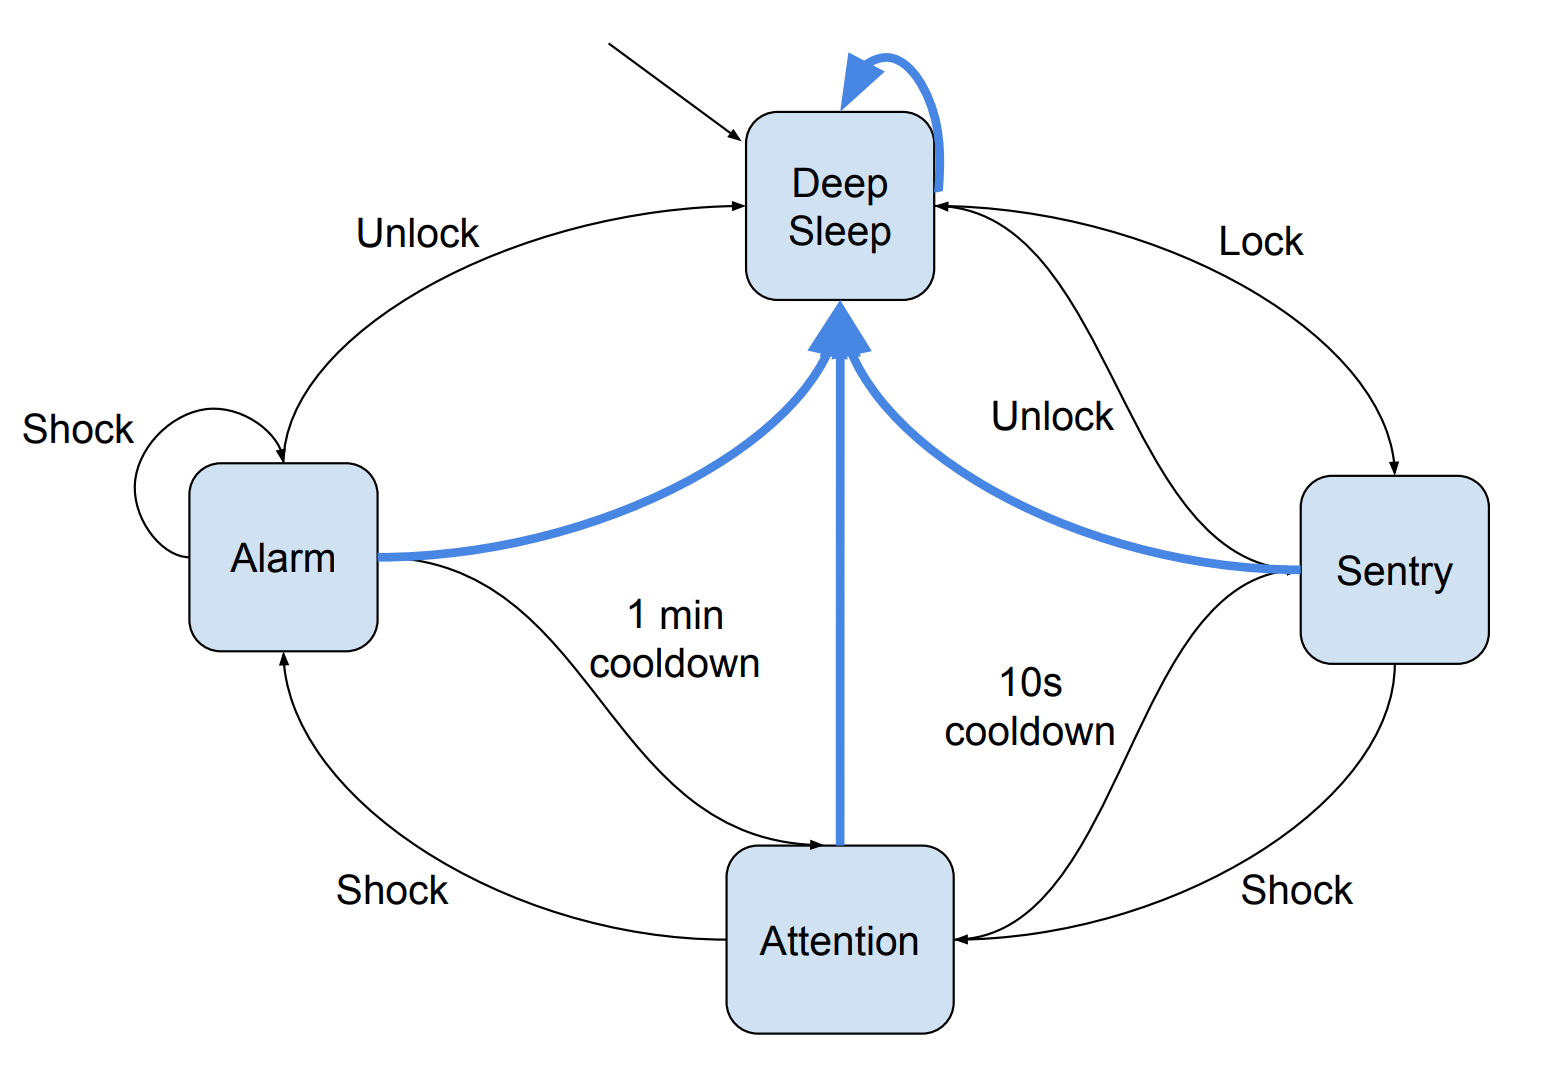 Deep
Sleep
Unlock
Lock
Shock
Unlock
Alarm
Sentry
1 min
cooldown
10s
cooldown
Shock
Shock
Attention